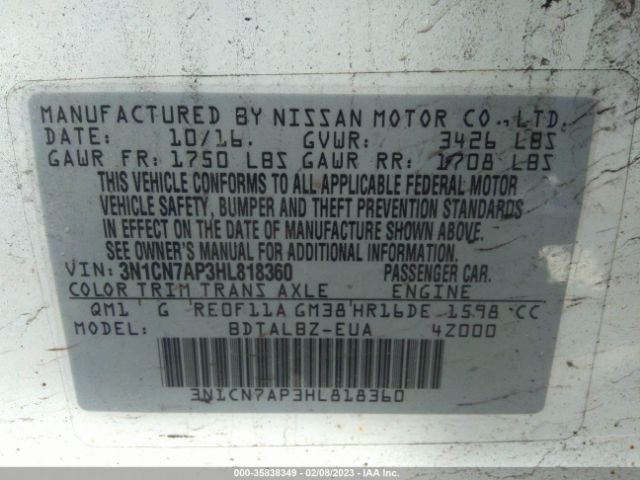 MANUFACTURED BY NISSAN MOTOR CO., LTD.
DATE: 10/16. GVWR: 3426 LBS
GAWR FR: 1750 LBS GAWR RR: 1708 LBS
THIS VEHICLE CONFORMS TO ALL APPLICABLE FEDERAL MOTOR
VEHICLE SAFETY, BUMPER AND THEFT PREVENTION STANDARDS
IN EFFECT ON THE DATE OF MANUFACTURE SHOWN ABOVE.
SEE OWNER'S MANUAL FOR ADDITIONAL INFORMATION.
VIN: 3N1CN7AP3HL818360 PASSENGER CAR.
COLOR TRIM TRANS AXLE ENGINE
QM1 G RE0F11A GM38 HR16DE 1598 CC
MODEL: BDTALBZ-EUA 4Z000
3N1CN7AP3HL818360
000-35838349 - 02/08/2023 - IAA Inc.